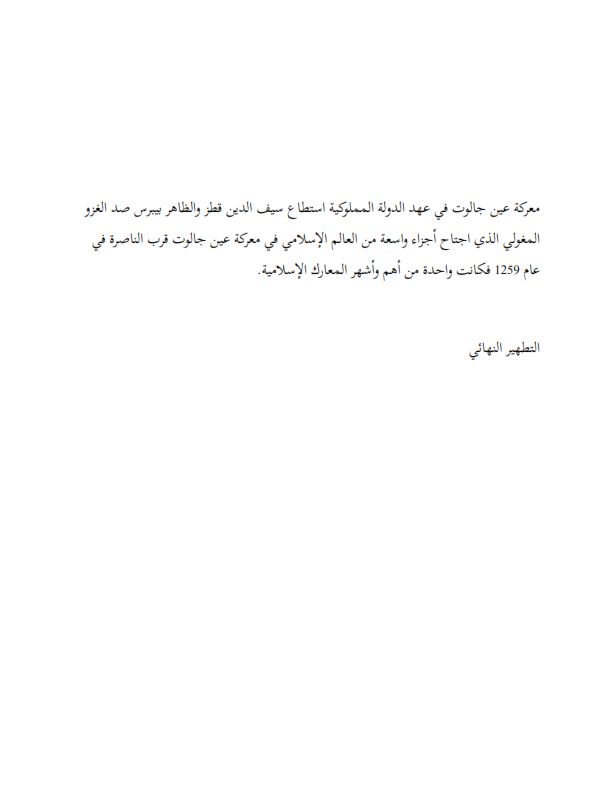 معركة عين جالوت في عهد الدولة المملوكية استطاع سيف الدين قطز والظاهر بيبرس صد الغزو
المغولي الذي اجتاح أجزاء واسعة من العالم الإسلامي في معركة عين جالوت قرب الناصرة في
عام 1259 فكانت واحدة من أهم وأشهر المعارك الإسلامية.
التطهير النهائي